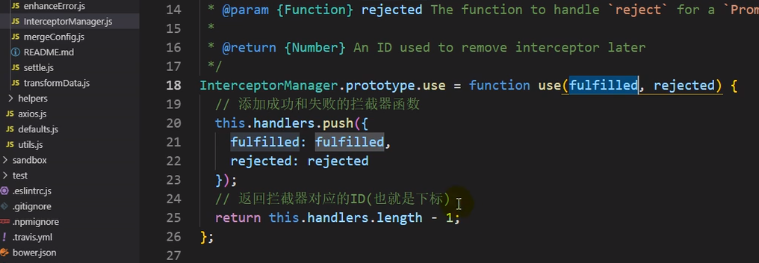 enhanceError.js
InterceptorManager.js
mergeConfig.js
README.md
settle.js
transformData.js
helpers
axios.js
defaults.js
utils.js
sandbox
test
.eslintrc.js
.gitignore
.npmignore
.travis.yml
bower.json
14 * @param {Function} rejected The function to handle `reject` for a `Prom
15 *
16 * @return {Number} An ID used to remove interceptor later
17 */
18 InterceptorManager.prototype.use = function use(fulfilled, rejected) {
19 // 添加成功和失败的拦截器函数
20 this.handlers.push({
21 fulfilled: fulfilled,
22 rejected: rejected
23 });
24 // 返回拦截器对应的ID(也就是下标)
25 return this.handlers.length - 1;
26 };
27